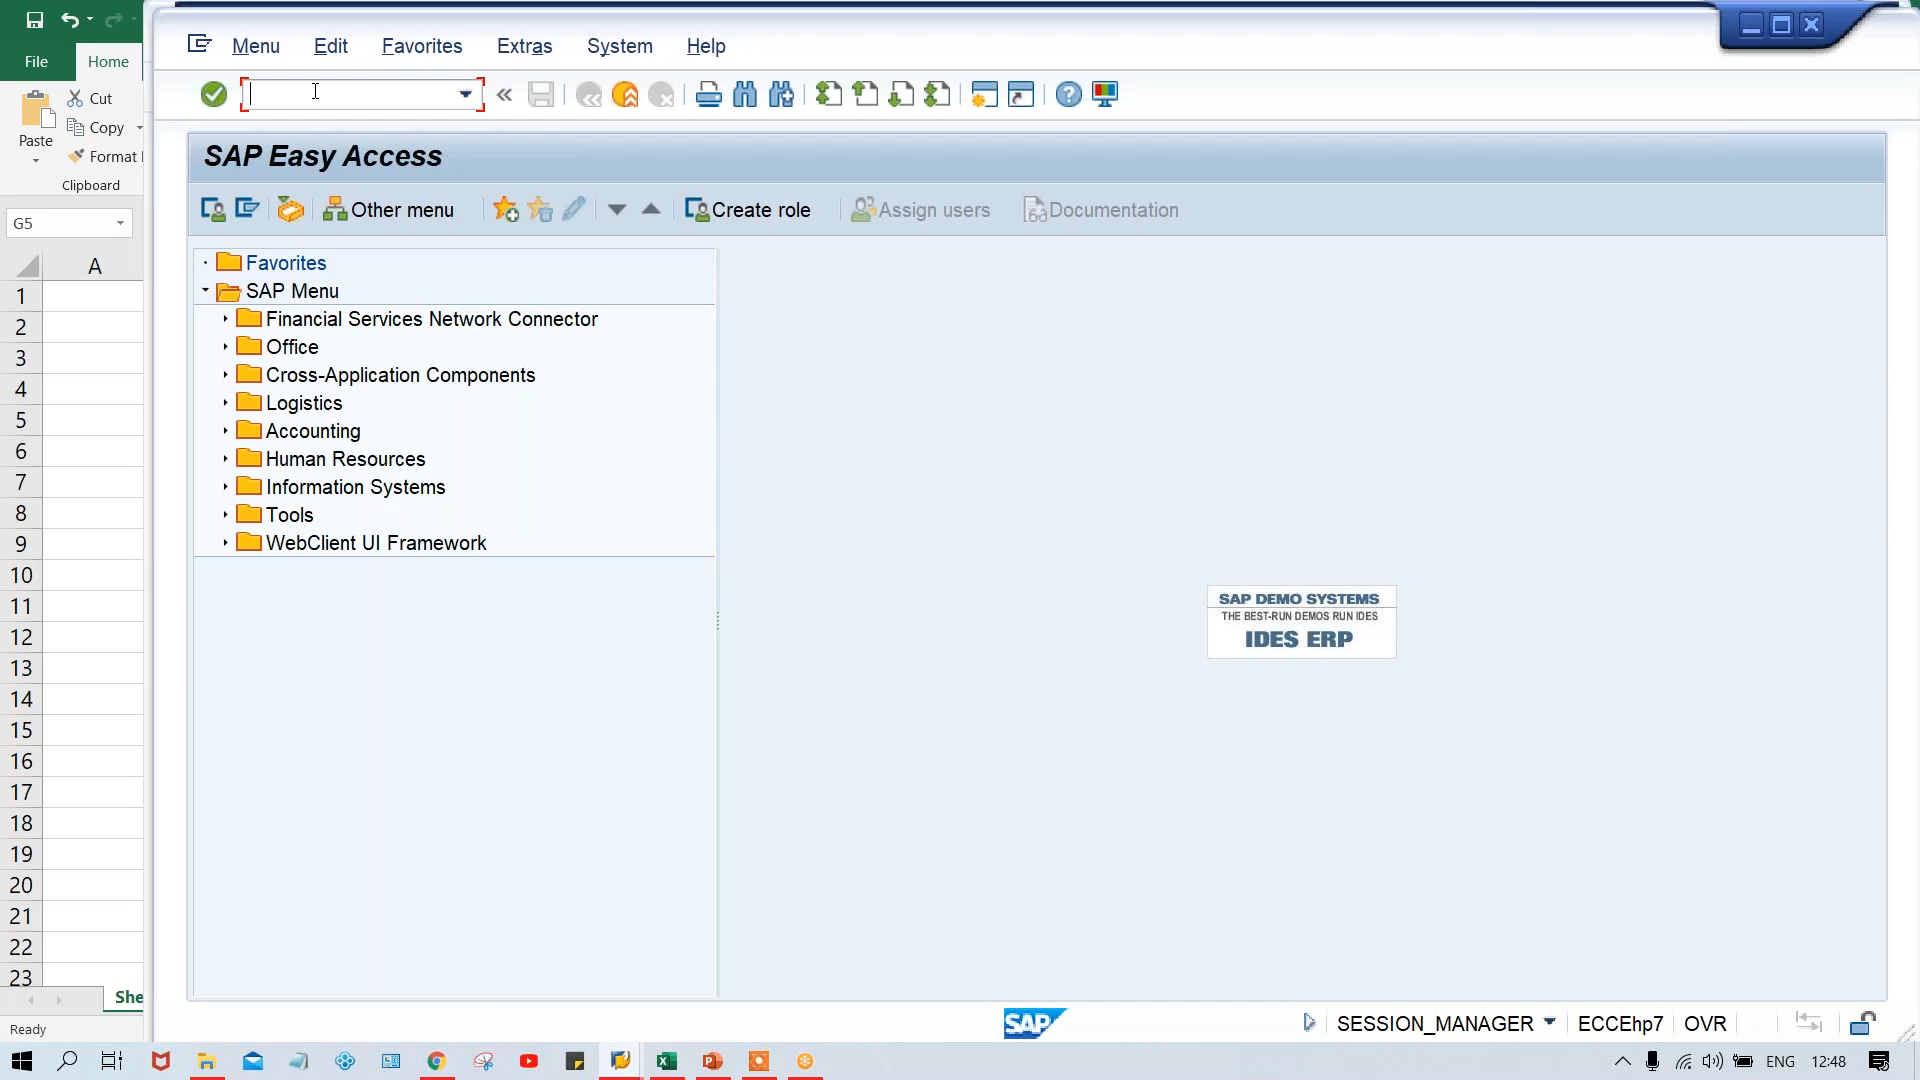 File
Home
Cut
Copy
Format
Paste
Clipboard
G5
A
1
2
3
4
5
6
7
8
9
10
11
12
13
14
15
16
17
18
19
20
21
22
23
Ready
Menu Edit Favorites Extras System Help
SAP Easy Access
Other menu Create role Assign users Documentation
Favorites
SAP Menu
Financial Services Network Connector
Office
Cross-Application Components
Logistics
Accounting
Human Resources
Information Systems
Tools
WebClient UI Framework
SAP DEMO SYSTEMS
THE BEST-RUN DEMOS RUN IDES
IDES ERP
SAP
SESSION_MANAGER ECCEhp7 OVR
ENG 12:48